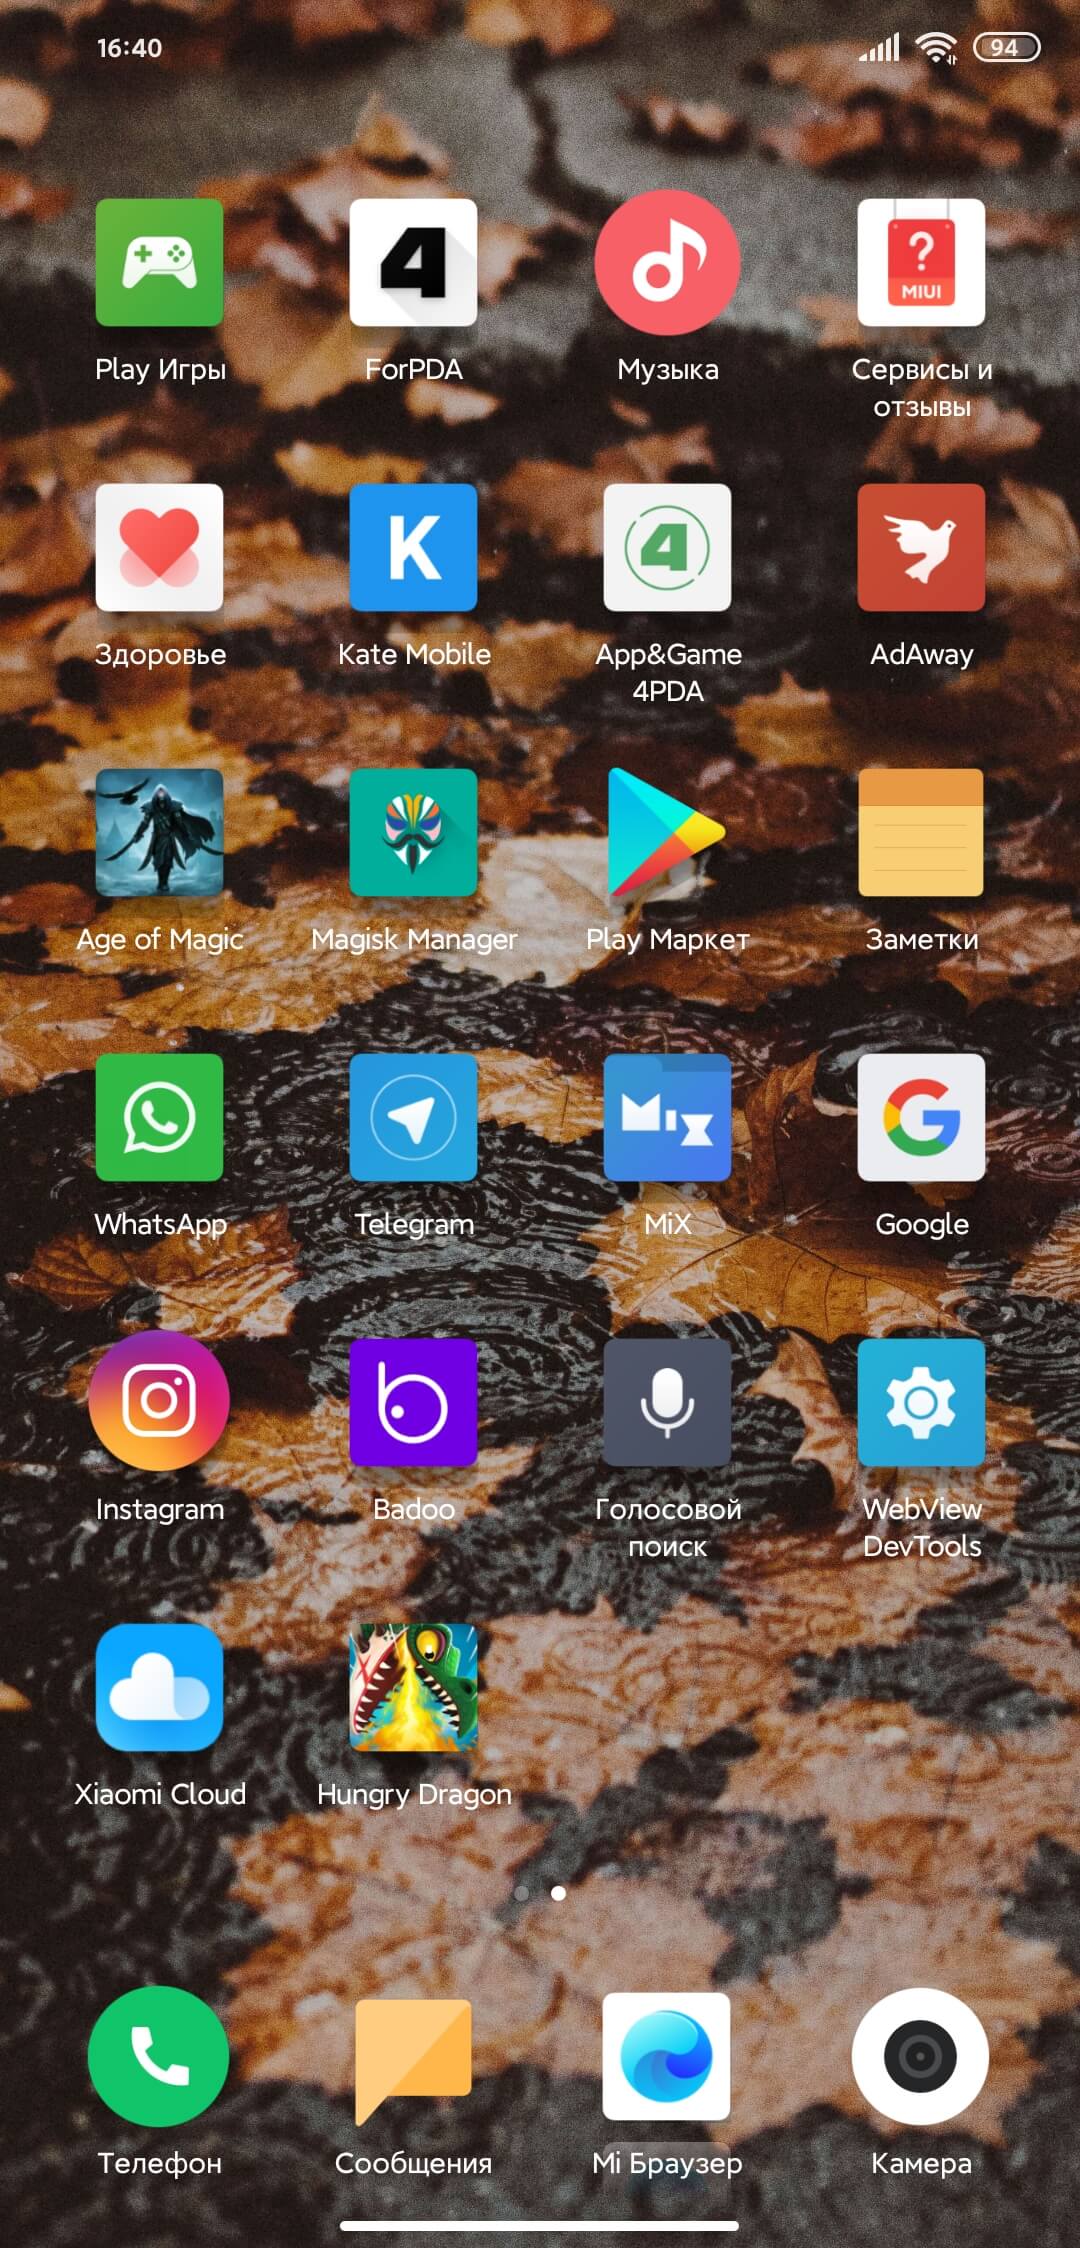 16:40
94
4
?
MIUI
Play Игры
ForPDA
Музыка
Сервисы и
отзывы
K
4
Здоровье
Kate Mobile
App&Game
4PDA
AdAway
Age of Magic
Magisk Manager
Play Маркет
Заметки
MiX
G
WhatsApp
Telegram
MiX
Google
b
Instagram
Badoo
Голосовой
поиск
WebView
DevTools
Xiaomi Cloud
Hungry Dragon
Телефон
Сообщения
Mi Браузер
Камера